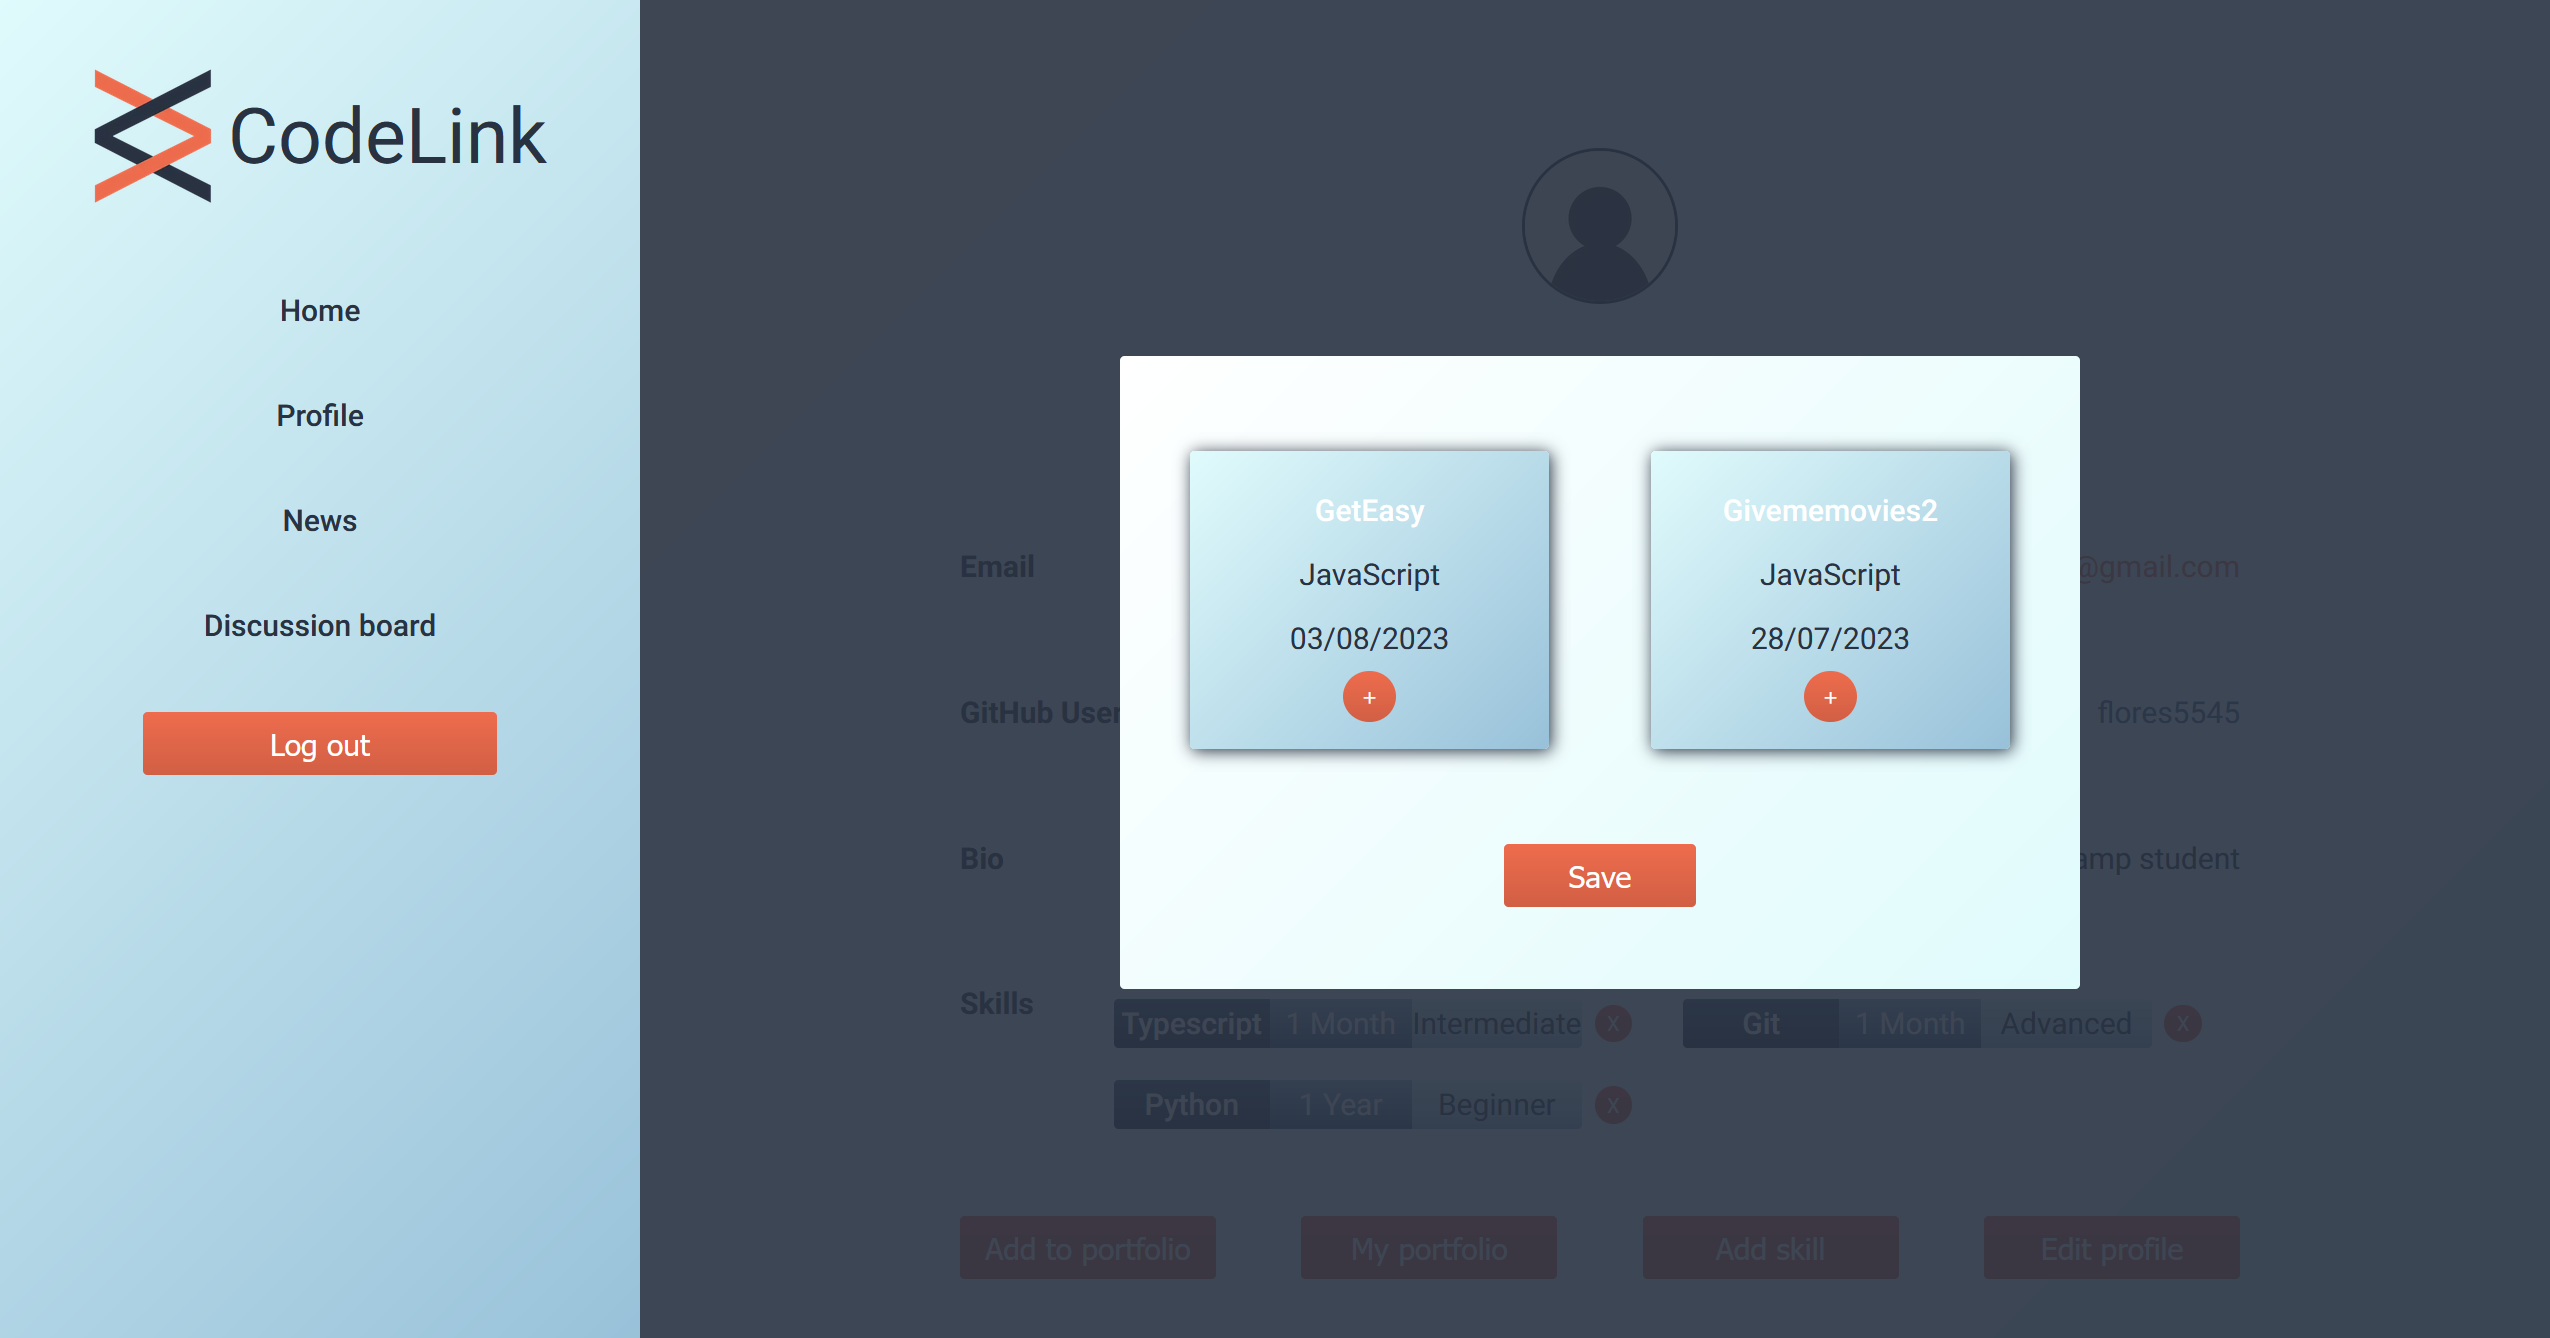 CodeLink
Home
Profile
News
Discussion board
Log out
GetEasy
JavaScript
03/08/2023
+
Givememovies2
JavaScript
28/07/2023
+
Save
Email
@gmail.com
GitHub User
flores5545
Bio
amp student
Skills
Typescript 1 Month Intermediate X
Git 1 Month Advanced X
Python 1 Year Beginner X
Add to portfolio
My portfolio
Add skill
Edit profile